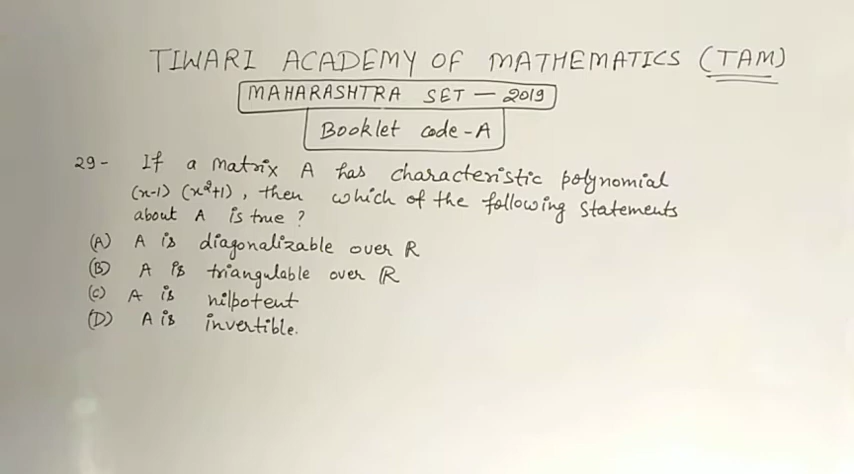 TIWARI ACADEMY OF MATHEMATICS (TAM)
MAHARASHTRA SET — 2019
Booklet code-A
29- If a matrix A has characteristic polynomial
(x-1) (x²+1), then which of the following statements
about A is true?
(A) A is diagonalizable over R
(B) A is triangulable over R
(C) A is nilpotent
(D) A is invertible.